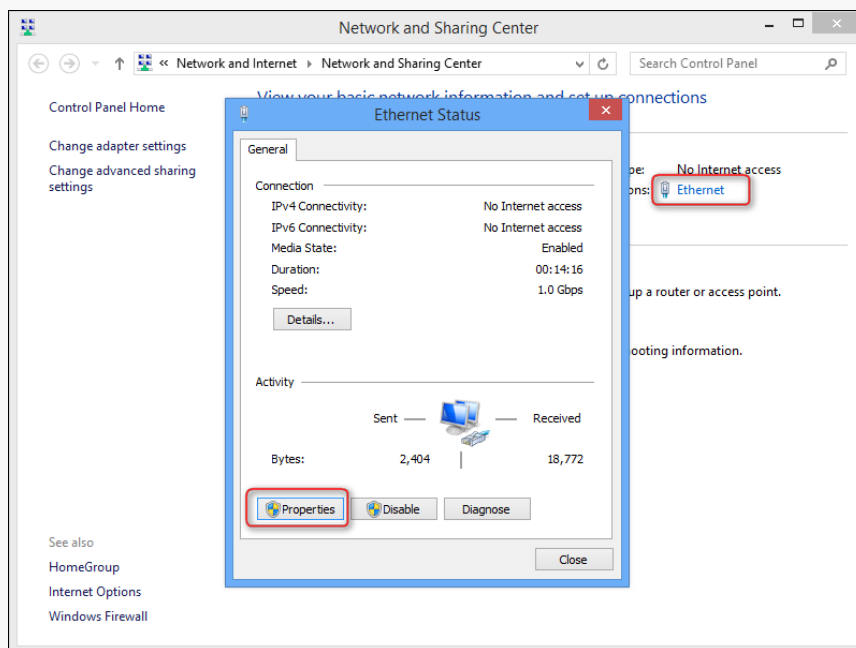 Network and Sharing Center
« Network and Internet Network and Sharing Center
Search Control Panel
Control Panel Home
Change adapter settings
Change advanced sharing
settings
See also
HomeGroup
Internet Options
Windows Firewall
View your basic network information and set up connections
No Internet access
Ethernet
up a router or access point.
ooting information.
Ethernet Status
General
Connection
IPv4 Connectivity: No Internet access
IPv6 Connectivity: No Internet access
Media State: Enabled
Duration: 00:14:16
Speed: 1.0 Gbps
Details...
Activity
Sent Received
Bytes: 2,404 18,772
Properties Disable Diagnose
Close